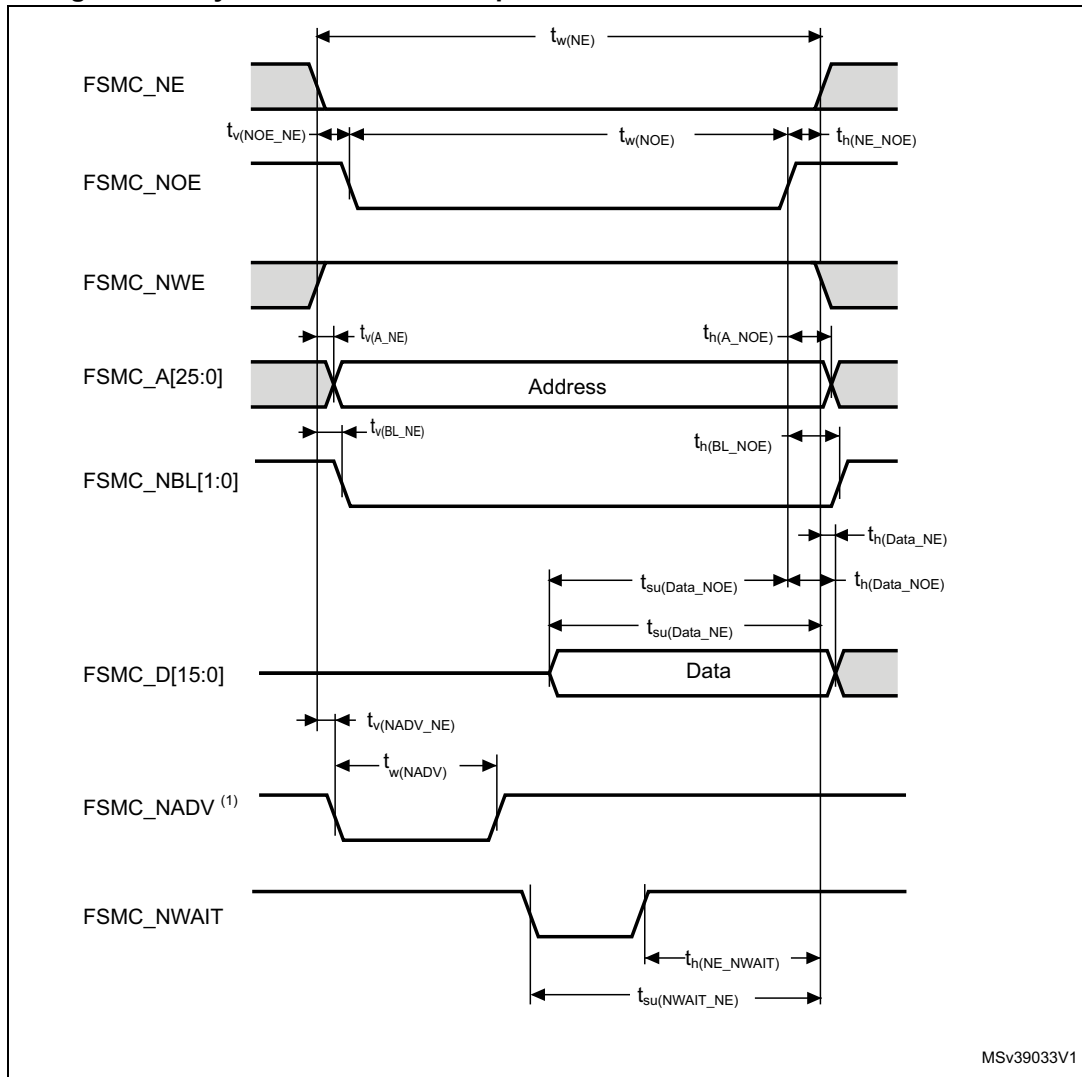 tw(NE)
FSMC_NE
tv(NOE_NE) tw(NOE) th(NE_NOE)
FSMC_NOE
FSMC_NWE
tv(A_NE) th(A_NOE)
FSMC_A[25:0] Address
tv(BL_NE) th(BL_NOE)
FSMC_NBL[1:0]
th(Data_NE)
tsu(Data_NOE) th(Data_NOE)
tsu(Data_NE)
FSMC_D[15:0] Data
tv(NADV_NE)
tw(NADV)
FSMC_NADV (1)
FSMC_NWAIT
th(NE_NWAIT)
tsu(NWAIT_NE)
MSv39033V1